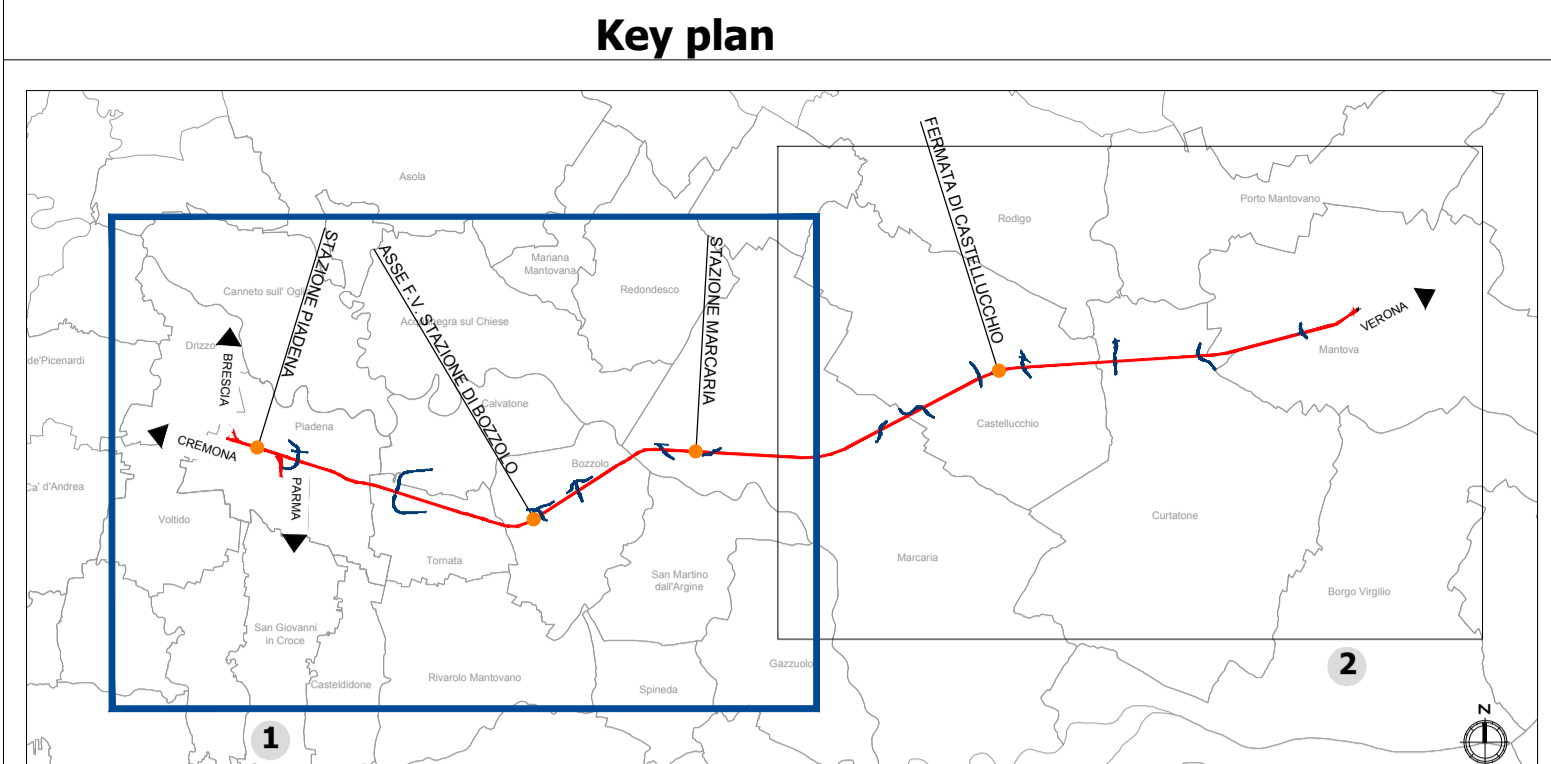 Key plan
Asola
FERMATA DI CASTELLUCCHIO
Porto Mantovano
Rodigo
STAZIONE PIADENA
ASSE F.V. STAZIONE DI BOZZOLO
STAZIONE MARCARIA
Mariana
Mantovana
Canneto sull' Ogli
Redondesco
Acquanegra sul Chiese
VERONA
Drizzo
BRESCIA
de'Picenardi
Mantova
Calvatone
Piadena
Castellucchio
CREMONA
Bozzolo
Ca' d'Andrea
PARMA
Voltido
Curtatone
Tornata
Marcaria
San Martino
dall'Argine
Borgo Virgilio
San Giovanni
in Croce
Gazzuolo
2
Rivarolo Mantovano
Casteldidone
Spineda
N
1